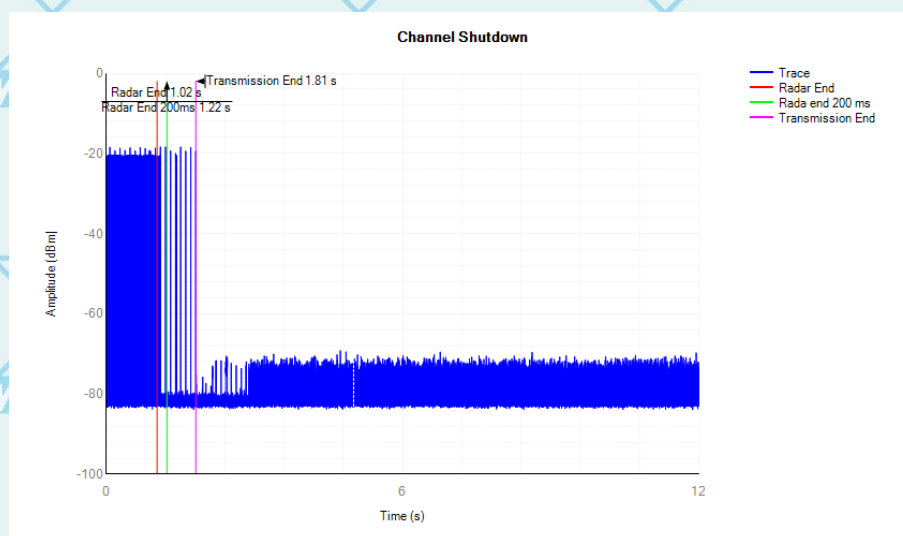 Channel Shutdown
Transmission End 1.81 s
Radar End 1.02 s
Radar End 200ms 1.22 s
Trace
Radar End
Rada end 200 ms
Transmission End
0
-20
-40
-60
-80
-100
Amplitude (dBm)
0
6
12
Time (s)